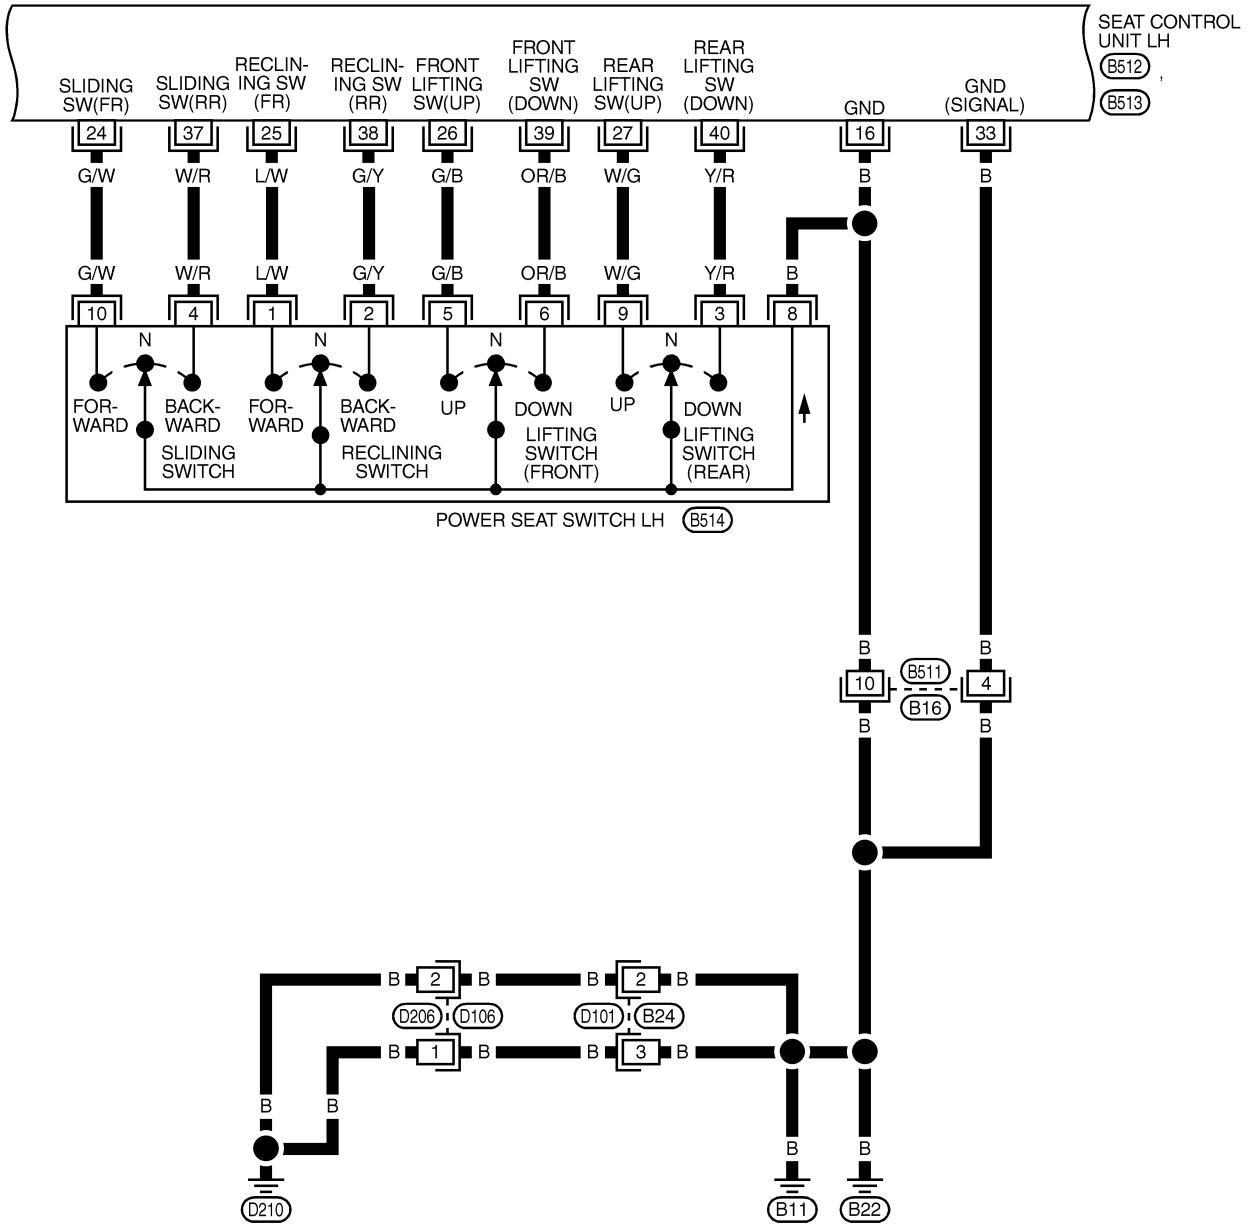 SEAT CONTROL
UNIT LH
B512 ,
B513
SLIDING
SW(FR)
SLIDING
SW(RR)
RECLIN-
ING SW
(FR)
RECLIN-
ING SW
(RR)
FRONT
LIFTING
SW(UP)
FRONT
LIFTING
SW
(DOWN)
REAR
LIFTING
SW(UP)
REAR
LIFTING
SW
(DOWN)
GND
GND
(SIGNAL)
24 37 25 38 26 39 27 40 16 33
G/W W/R L/W G/Y G/B OR/B W/G Y/R B B
G/W W/R L/W G/Y G/B OR/B W/G Y/R B
10 4 1 2 5 6 9 3 8
N N N N
FOR-
WARD
BACK-
WARD
SLIDING
SWITCH
FOR-
WARD
BACK-
WARD
RECLINING
SWITCH
UP
DOWN
LIFTING
SWITCH
(FRONT)
UP
DOWN
LIFTING
SWITCH
(REAR)
POWER SEAT SWITCH LH B514
B B
10 B511 4
B16
B B
B 2 B B 2 B
D206 D106 D101 B24
B 1 B B 3 B
B B
B B
D210 B11 B22